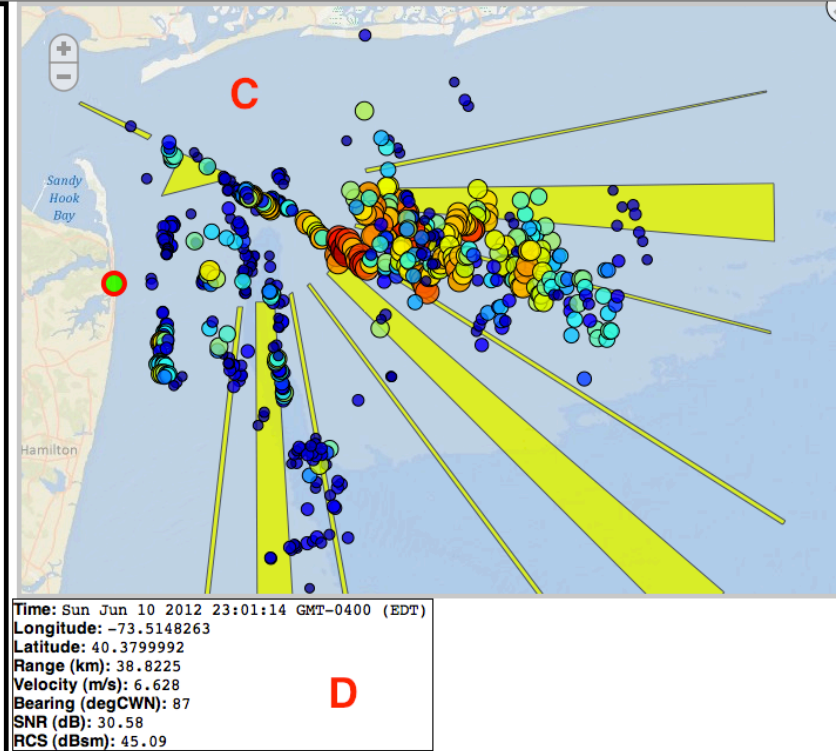 +
C
−
Sandy
Hook
Bay
Hamilton
Time: Sun Jun 10 2012 23:01:14 GMT-0400 (EDT)
Longitude: -73.5148263
Latitude: 40.3799992
Range (km): 38.8225
Velocity (m/s): 6.628
Bearing (degCWN): 87
SNR (dB): 30.58
RCS (dBsm): 45.09
D